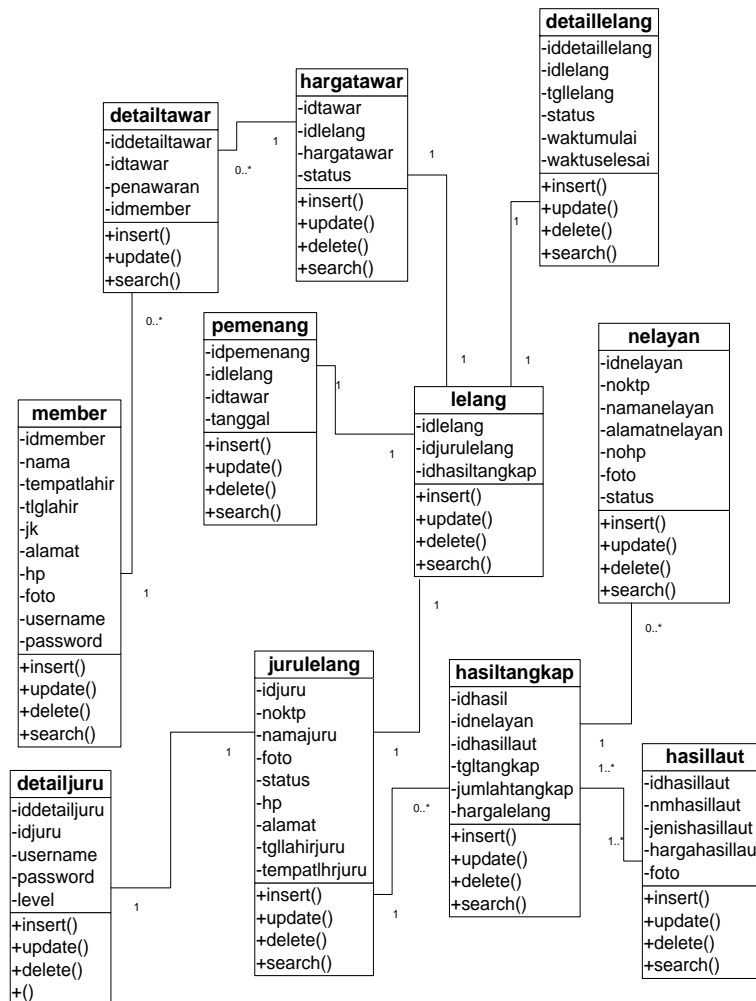 detaillelang
-iddetaillelang
-idlelang
-tgllelang
-status
-waktumulai
-waktuselesai
+insert()
+update()
+delete()
+search()
hargatawar
-idtawar
-idlelang
-hargatawar
-status
+insert()
+update()
+delete()
+search()
detailtawar
-iddetailtawar
-idtawar
-penawaran
-idmember
+insert()
+update()
+search()
0..*
1
1
1
1
1
0..*
pemenang
-idpemenang
-idlelang
-idtawar
-tanggal
+insert()
+update()
+delete()
+search()
1
1
lelang
-idlelang
-idjurulelang
-idhasiltangkap
+insert()
+update()
+delete()
+search()
nelayan
-idnelayan
-noktp
-namanelayan
-alamatnelayan
-nohp
-foto
-status
+insert()
+update()
+delete()
+search()
member
-idmember
-nama
-tempatlahir
-tlglahir
-jk
-alamat
-hp
-foto
-username
-password
+insert()
+update()
+delete()
+search()
1
1
0..*
jurulelang
-idjuru
-noktp
-namajuru
-foto
-status
-hp
-alamat
-tgllahirjuru
-tempatlhrjuru
+insert()
+update()
+delete()
+search()
hasiltangkap
-idhasil
-idnelayan
-idhasillaut
-tgltangkap
-jumlahtangkap
-hargalelang
+insert()
+update()
+delete()
+search()
1
1
1
1..*
0..*
1..*
1
1
hasillaut
-idhasillaut
-nmhasillaut
-jenishasillaut
-hargahasillau
-foto
+insert()
+update()
+delete()
+search()
detailjuru
-iddetailjuru
-idjuru
-username
-password
-level
+insert()
+update()
+delete()
+()